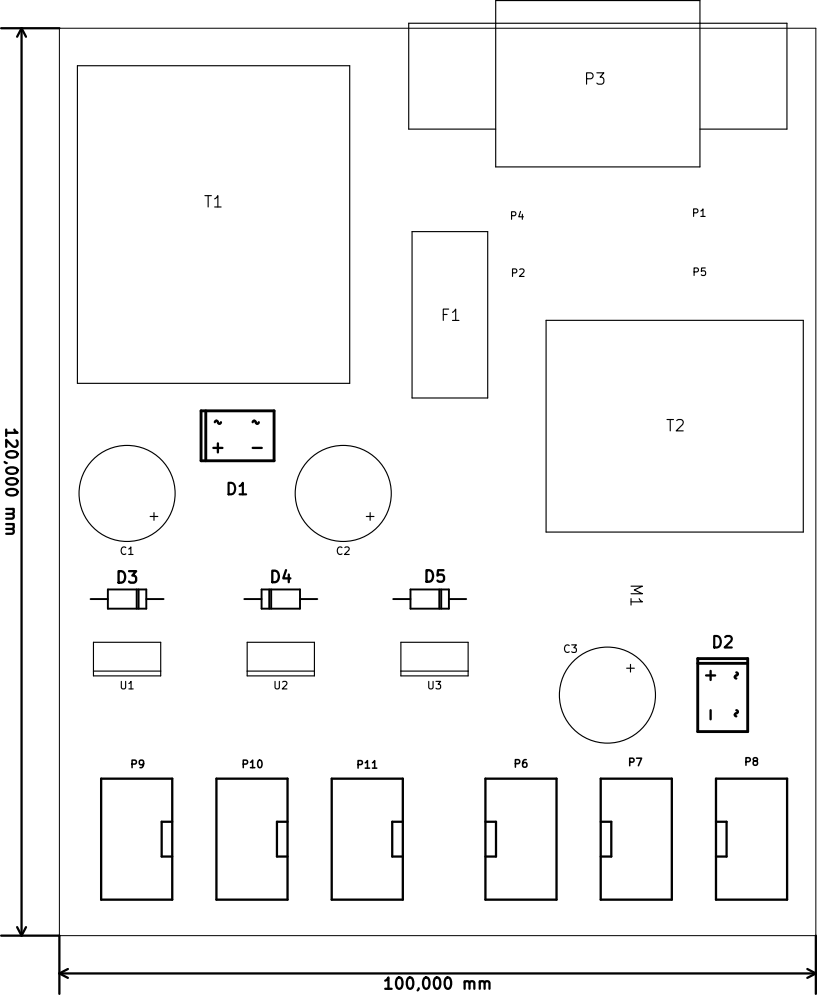 P3
T1
P4
P1
P2
P5
F1
T2
~ ~
+ −
D1
120,000 mm
+
+
C1
C2
D3
D4
D5
M1
D2
C3
+
+ ~
− ~
U1
U2
U3
P9
P10
P11
P6
P7
P8
100,000 mm